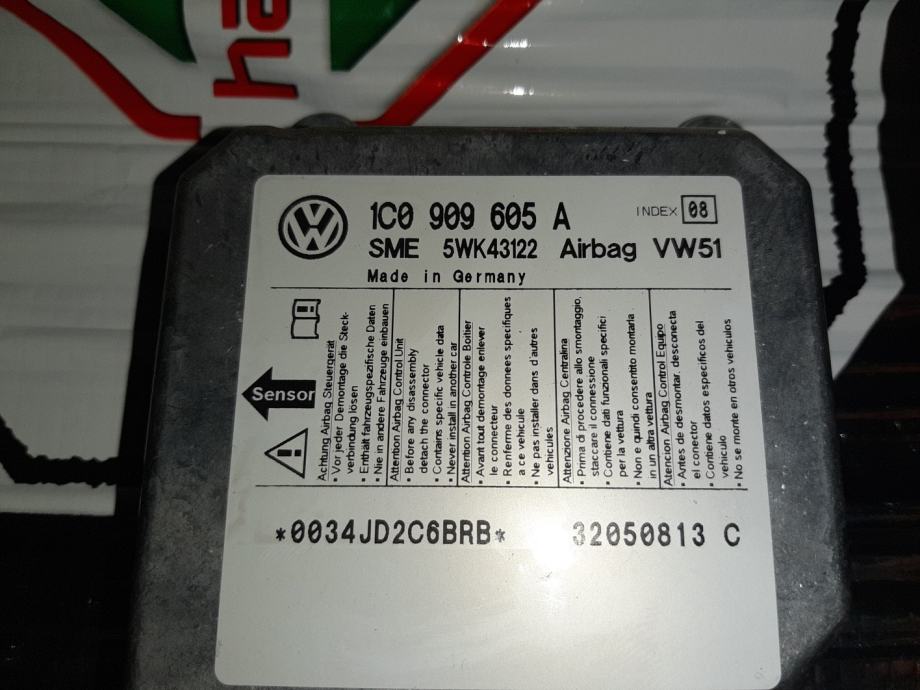 ha
1C0 909 605 A
INDEX 08
SME 5WK43122 Airbag VW51
Made in Germany
Sensor
Achtung Airbag Steuergerät
• Vor jeder Demontage die Steck-
verbindung lösen
• Enthält fahrzeugspezifische Daten
• Nie in andere Fahrzeuge einbauen
Attention Airbag Control Unit
• Before any disassembly
detach the connector
• Contains specific vehicle data
• Never install in another car
Attention Airbag Controle Boitier
• Avant tout demontage enlever
le connecteur
• Renferme des donnees specifiques
a ce vehicule
• Ne pas installer dans d'autres
vehicules
Attenzione Airbag Centralina
• Prima di procedere allo smontaggio,
staccare il connessione
• Contiene dati funzionali specifici
per la vettura
• Non e quindi consentito montarla
in un altra vettura
Atencion Airbag Control Equipo
• Antes de desmontar, desconecta
el conector
• Contiene datos especificos del
vehiculo
• No se monte en otros vehiculos
*0034JD2C6BRB* 32050813 C